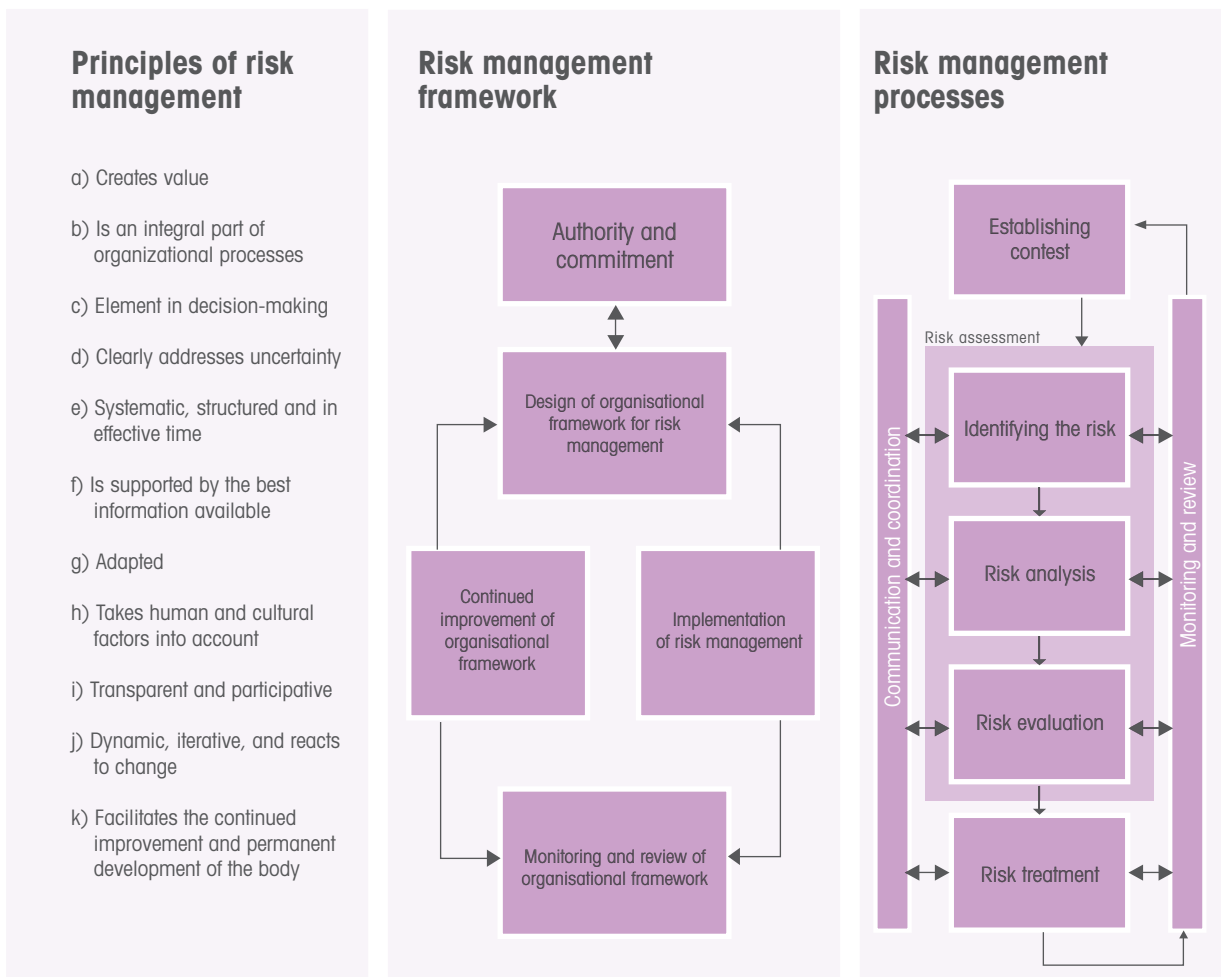 Principles of risk
management
a) Creates value
b) Is an integral part of
organizational processes
c) Element in decision-making
d) Clearly addresses uncertainty
e) Systematic, structured and in
effective time
f) Is supported by the best
information available
g) Adapted
h) Takes human and cultural
factors into account
i) Transparent and participative
j) Dynamic, iterative, and reacts
to change
k) Facilitates the continued
improvement and permanent
development of the body
Risk management
framework
Authority and
commitment
Design of organisational
framework for risk
management
Continued
improvement of
organisational
framework
Implementation
of risk management
Monitoring and review of
organisational framework
Risk management
processes
Establishing
contest
Risk assessment
Communication and coordination
Identifying the risk
Risk analysis
Risk evaluation
Risk treatment
Monitoring and review